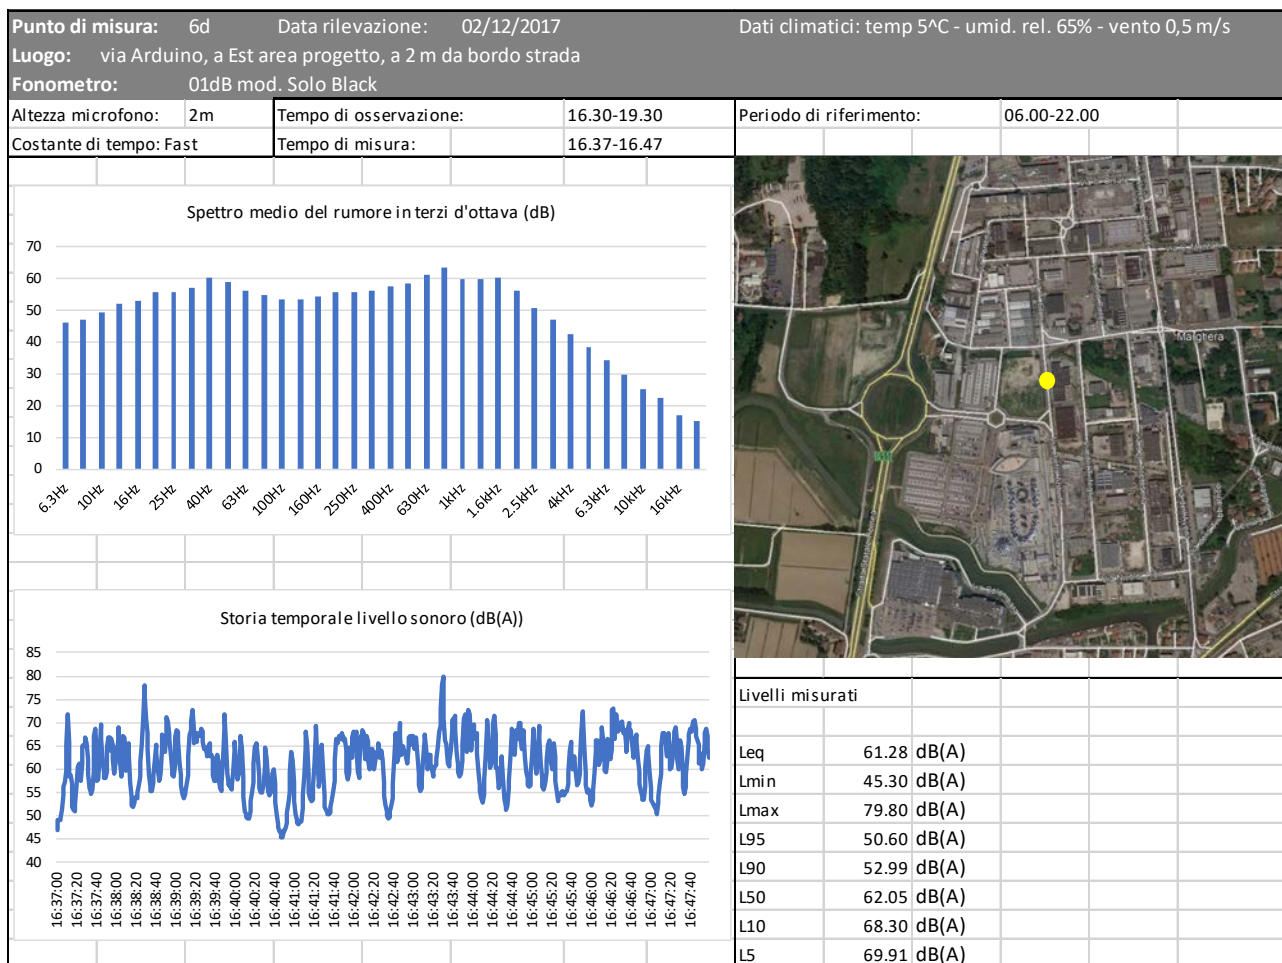 Punto di misura: 6d Data rilevazione: 02/12/2017 Dati climatici: temp 5^C - umid. rel. 65% - vento 0,5 m/s
Luogo: via Arduino, a Est area progetto, a 2 m da bordo strada
Fonometro: 01dB mod. Solo Black
Altezza microfono: 2m Tempo di osservazione: 16.30-19.30 Periodo di riferimento: 06.00-22.00
Costante di tempo: Fast Tempo di misura: 16.37-16.47
Spettro medio del rumore in terzi d'ottava (dB)
70
60
50
40
30
20
10
0
6.3Hz 10Hz 16Hz 25Hz 40Hz 63Hz 100Hz 160Hz 250Hz 400Hz 630Hz 1kHz 1.6kHz 2.5kHz 4kHz 6.3kHz 10kHz 16kHz
Marghera
Storia temporale livello sonoro (dB(A))
85
80
75
70
65
60
55
50
45
40
16:37:00 16:37:20 16:37:40 16:38:00 16:38:20 16:38:40 16:39:00 16:39:20 16:39:40 16:40:00 16:40:20 16:40:40 16:41:00 16:41:20 16:41:40 16:42:00 16:42:20 16:42:40 16:43:00 16:43:20 16:43:40 16:44:00 16:44:20 16:44:40 16:45:00 16:45:20 16:45:40 16:46:00 16:46:20 16:46:40 16:47:00 16:47:20 16:47:40
Livelli misurati
Leq 61.28 dB(A)
Lmin 45.30 dB(A)
Lmax 79.80 dB(A)
L95 50.60 dB(A)
L90 52.99 dB(A)
L50 62.05 dB(A)
L10 68.30 dB(A)
L5 69.91 dB(A)